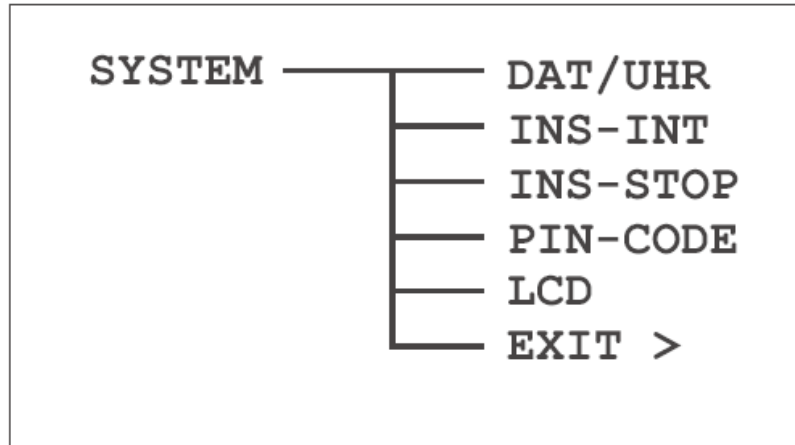 SYSTEM DAT/UHR
INS-INT
INS-STOP
PIN-CODE
LCD
EXIT >